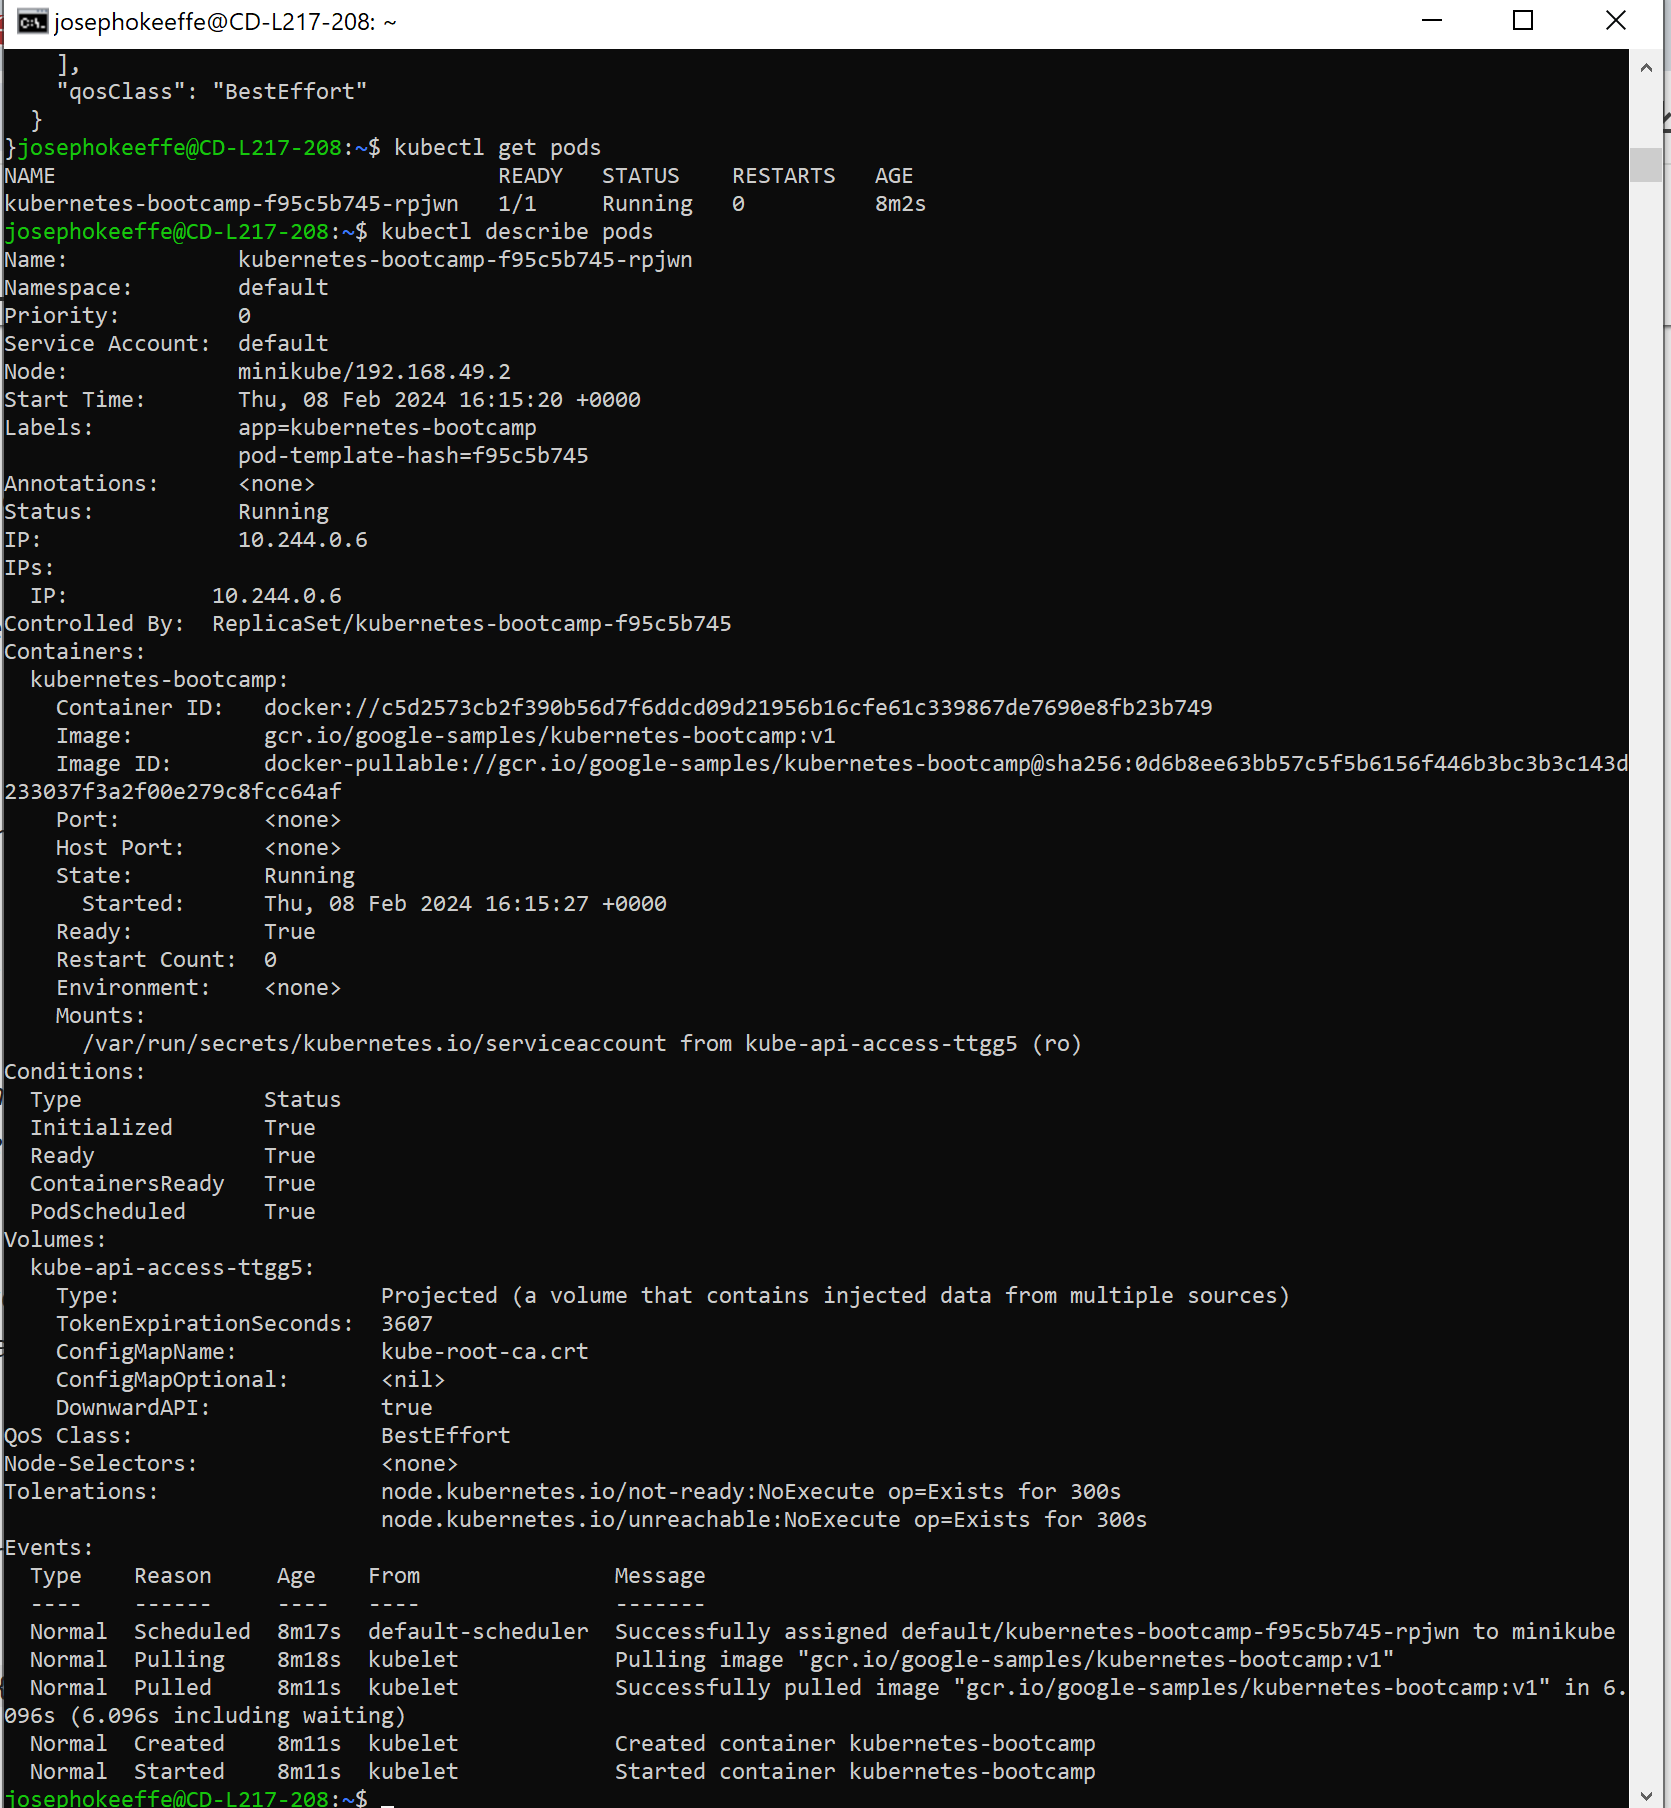 josephokeeffe@CD-L217-208: ~
    ],
    "qosClass": "BestEffort"
  }
}josephokeeffe@CD-L217-208:~$ kubectl get pods
NAME                                  READY   STATUS    RESTARTS   AGE
kubernetes-bootcamp-f95c5b745-rpjwn   1/1     Running   0          8m2s
josephokeeffe@CD-L217-208:~$ kubectl describe pods
Name:             kubernetes-bootcamp-f95c5b745-rpjwn
Namespace:        default
Priority:         0
Service Account:  default
Node:             minikube/192.168.49.2
Start Time:       Thu, 08 Feb 2024 16:15:20 +0000
Labels:           app=kubernetes-bootcamp
                  pod-template-hash=f95c5b745
Annotations:      <none>
Status:           Running
IP:               10.244.0.6
IPs:
  IP:           10.244.0.6
Controlled By:  ReplicaSet/kubernetes-bootcamp-f95c5b745
Containers:
  kubernetes-bootcamp:
    Container ID:   docker://c5d2573cb2f390b56d7f6ddcd09d21956b16cfe61c339867de7690e8fb23b749
    Image:          gcr.io/google-samples/kubernetes-bootcamp:v1
    Image ID:       docker-pullable://gcr.io/google-samples/kubernetes-bootcamp@sha256:0d6b8ee63bb57c5f5b6156f446b3bc3b3c143d
233037f3a2f00e279c8fcc64af
    Port:           <none>
    Host Port:      <none>
    State:          Running
      Started:      Thu, 08 Feb 2024 16:15:27 +0000
    Ready:          True
    Restart Count:  0
    Environment:    <none>
    Mounts:
      /var/run/secrets/kubernetes.io/serviceaccount from kube-api-access-ttgg5 (ro)
Conditions:
  Type              Status
  Initialized       True
  Ready             True
  ContainersReady   True
  PodScheduled      True
Volumes:
  kube-api-access-ttgg5:
    Type:                    Projected (a volume that contains injected data from multiple sources)
    TokenExpirationSeconds:  3607
    ConfigMapName:           kube-root-ca.crt
    ConfigMapOptional:       <nil>
    DownwardAPI:             true
QoS Class:                   BestEffort
Node-Selectors:              <none>
Tolerations:                 node.kubernetes.io/not-ready:NoExecute op=Exists for 300s
                             node.kubernetes.io/unreachable:NoExecute op=Exists for 300s
Events:
  Type    Reason     Age    From               Message
  ----    ------     ----   ----               -------
  Normal  Scheduled  8m17s  default-scheduler  Successfully assigned default/kubernetes-bootcamp-f95c5b745-rpjwn to minikube
  Normal  Pulling    8m18s  kubelet            Pulling image "gcr.io/google-samples/kubernetes-bootcamp:v1"
  Normal  Pulled     8m11s  kubelet            Successfully pulled image "gcr.io/google-samples/kubernetes-bootcamp:v1" in 6.
096s (6.096s including waiting)
  Normal  Created    8m11s  kubelet            Created container kubernetes-bootcamp
  Normal  Started    8m11s  kubelet            Started container kubernetes-bootcamp
josephokeeffe@CD-L217-208:~$